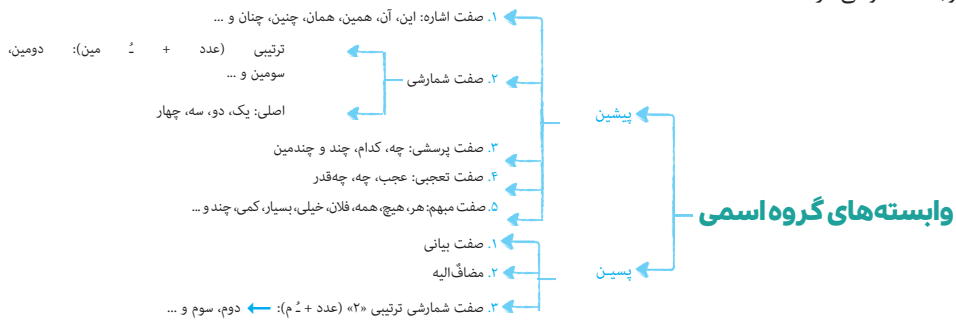 وابسته‌های گروه اسمی
پیشین
۱. صفت اشاره: این، آن، همین، همان، چنین، چنان و ...
۲. صفت شمارشی
ترتیبی (عدد + ـُ مین): دومین،
سومین و ...
اصلی: یک، دو، سه، چهار
۳. صفت پرسشی: چه، کدام، چند و چندمین
۴. صفت تعجبی: عجب، چه، چه‌قدر
۵. صفت مبهم: هر، هیچ، همه، فلان، خیلی، بسیار، کمی، چند و ...
پسیـن
۱. صفت بیانی
۲. مضافٌ‌الیه
۳. صفت شمارشی ترتیبی «۲» (عدد + ـُ م): ← دوم، سوم و ...